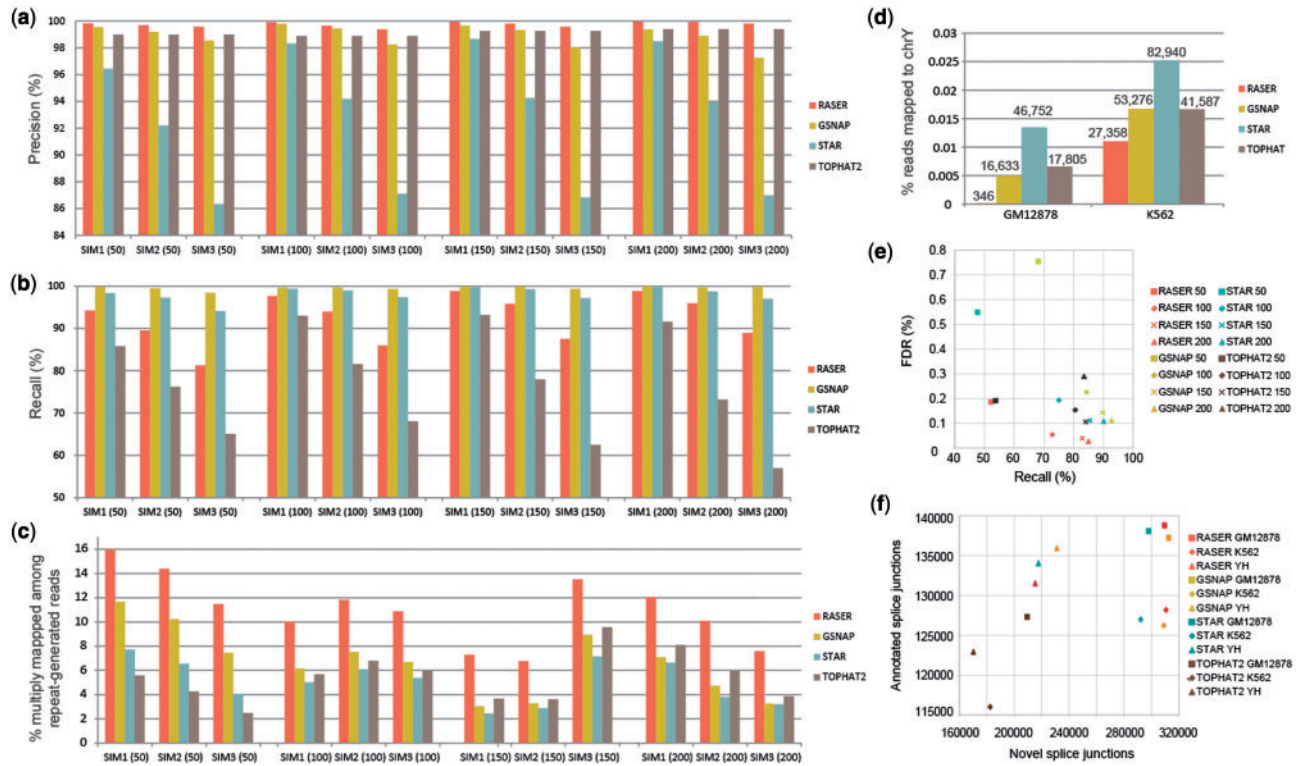 (a)
Precision (%)
100
98
96
94
92
90
88
86
84
SIM1 (50) SIM2 (50) SIM3 (50) SIM1 (100) SIM2 (100) SIM3 (100) SIM1 (150) SIM2 (150) SIM3 (150) SIM1 (200) SIM2 (200) SIM3 (200)
RASER
GSNAP
STAR
TOPHAT2
(b)
Recall (%)
100
90
80
70
60
50
SIM1 (50) SIM2 (50) SIM3 (50) SIM1 (100) SIM2 (100) SIM3 (100) SIM1 (150) SIM2 (150) SIM3 (150) SIM1 (200) SIM2 (200) SIM3 (200)
RASER
GSNAP
STAR
TOPHAT2
(c)
% multiply mappped among
repeat-generated reads
16
14
12
10
8
6
4
2
0
SIM1 (50) SIM2 (50) SIM3 (50) SIM1 (100) SIM2 (100) SIM3 (100) SIM1 (150) SIM2 (150) SIM3 (150) SIM1 (200) SIM2 (200) SIM3 (200)
RASER
GSNAP
STAR
TOPHAT2
(d)
% reads mapped to chrY
0.03
0.025
0.02
0.015
0.01
0.005
0
346
16,633
46,752
17,805
27,358
53,276
82,940
41,587
GM12878 K562
RASER
GSNAP
STAR
TOPHAT
(e)
FDR (%)
0.8
0.7
0.6
0.5
0.4
0.3
0.2
0.1
0
40 50 60 70 80 90 100
Recall (%)
RASER 50 STAR 50
RASER 100 STAR 100
RASER 150 STAR 150
RASER 200 STAR 200
GSNAP 50 TOPHAT2 50
GSNAP 100 TOPHAT2 100
GSNAP 150 TOPHAT2 150
GSNAP 200 TOPHAT2 200
(f)
Annotated splice junctions
140000
135000
130000
125000
120000
115000
160000 200000 240000 280000 320000
Novel splice junctions
RASER GM12878
RASER K562
RASER YH
GSNAP GM12878
GSNAP K562
GSNAP YH
STAR GM12878
STAR K562
STAR YH
TOPHAT2 GM12878
TOPHAT2 K562
TOPHAT2 YH